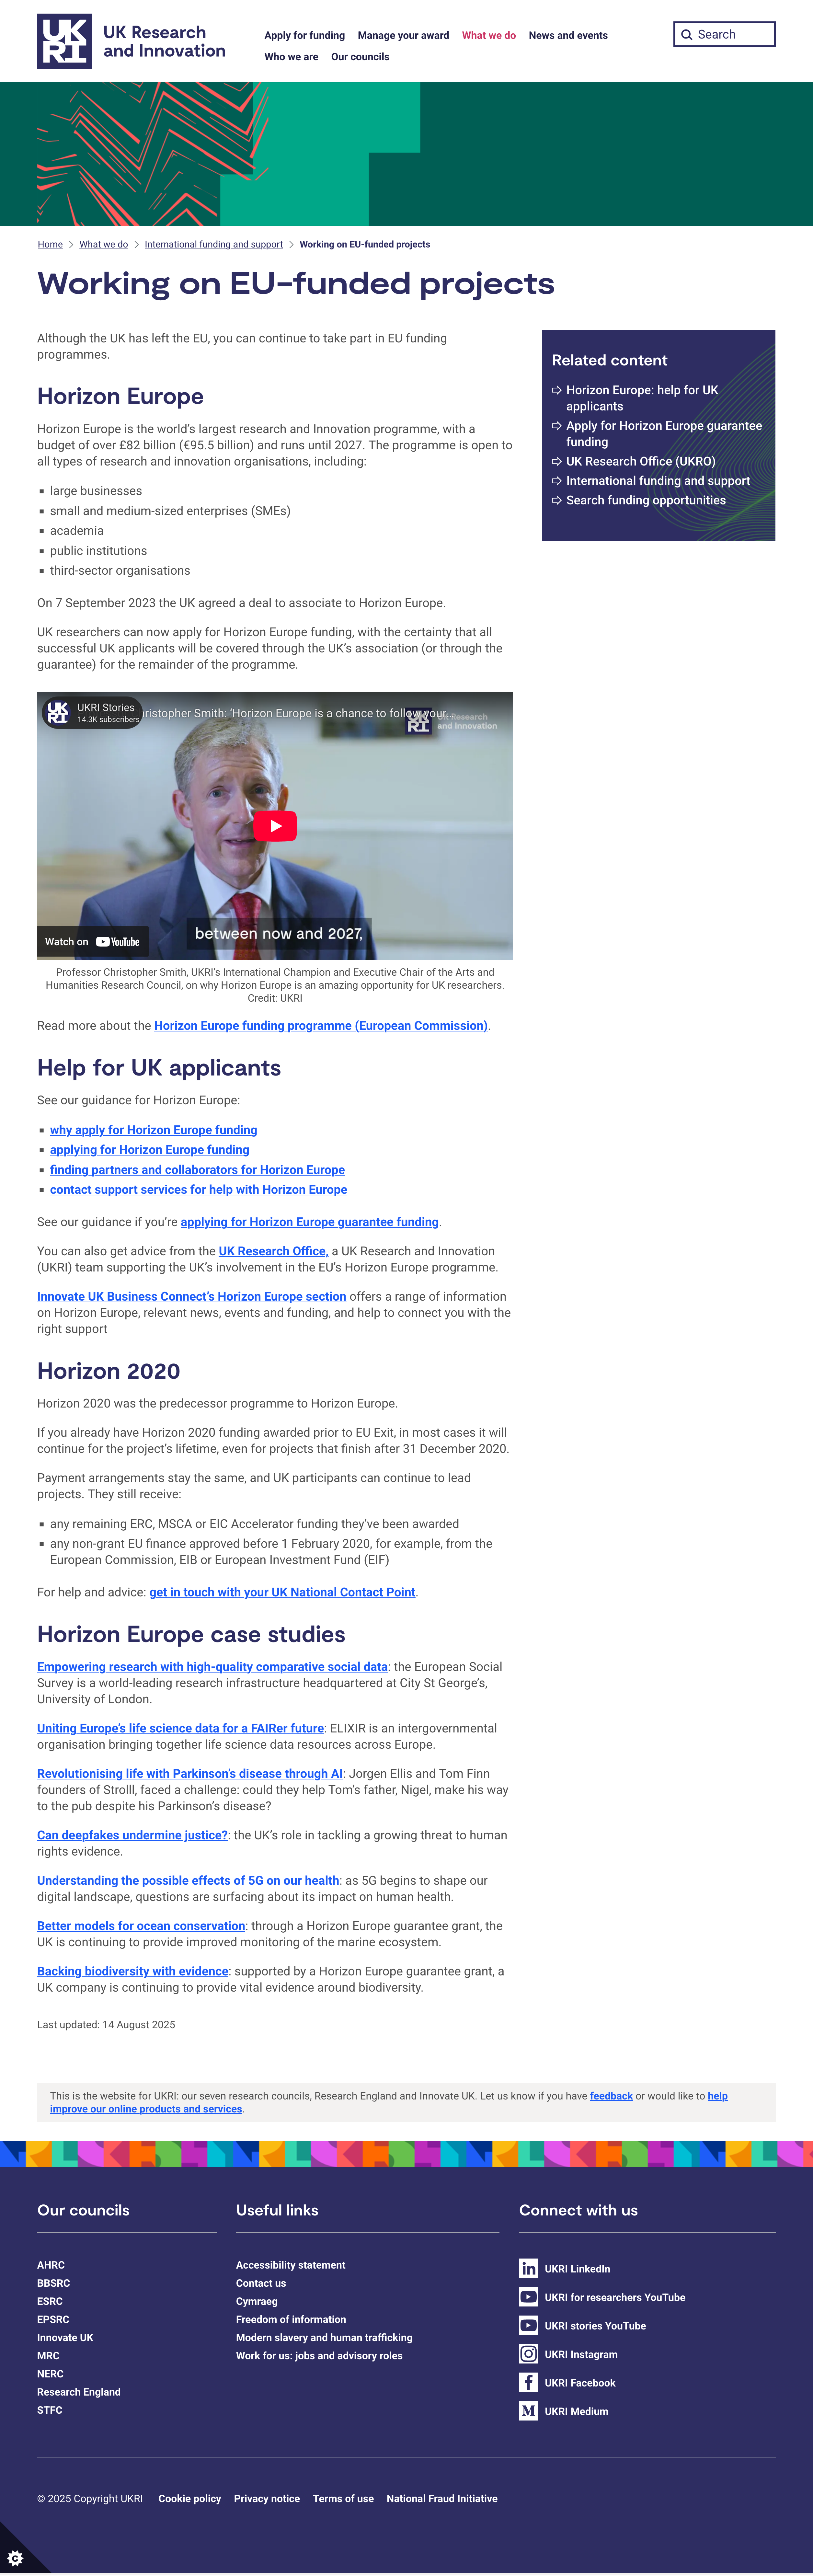 UK
RI
UK Research
and Innovation
Apply for funding
Manage your award
What we do
News and events
Who we are
Our councils
Search
Home
What we do
International funding and support
Working on EU-funded projects
Working on EU-funded projects
Although the UK has left the EU, you can continue to take part in EU funding
programmes.
Horizon Europe
Horizon Europe is the world's largest research and Innovation programme, with a
budget of over £82 billion (€95.5 billion) and runs until 2027. The programme is open to
all types of research and innovation organisations, including:
large businesses
small and medium-sized enterprises (SMEs)
academia
public institutions
third-sector organisations
On 7 September 2023 the UK agreed a deal to associate to Horizon Europe.
UK researchers can now apply for Horizon Europe funding, with the certainty that all
successful UK applicants will be covered through the UK's association (or through the
guarantee) for the remainder of the programme.
UK
RI
UKRI Stories
14.3K subscribers
ristopher Smith: 'Horizon Europe is a chance to follow your…
UK Research
and Innovation
between now and 2027,
Watch on YouTube
Professor Christopher Smith, UKRI's International Champion and Executive Chair of the Arts and
Humanities Research Council, on why Horizon Europe is an amazing opportunity for UK researchers.
Credit: UKRI
Read more about the Horizon Europe funding programme (European Commission).
Help for UK applicants
See our guidance for Horizon Europe:
why apply for Horizon Europe funding
applying for Horizon Europe funding
finding partners and collaborators for Horizon Europe
contact support services for help with Horizon Europe
See our guidance if you're applying for Horizon Europe guarantee funding.
You can also get advice from the UK Research Office, a UK Research and Innovation
(UKRI) team supporting the UK's involvement in the EU's Horizon Europe programme.
Innovate UK Business Connect's Horizon Europe section offers a range of information
on Horizon Europe, relevant news, events and funding, and help to connect you with the
right support
Horizon 2020
Horizon 2020 was the predecessor programme to Horizon Europe.
If you already have Horizon 2020 funding awarded prior to EU Exit, in most cases it will
continue for the project's lifetime, even for projects that finish after 31 December 2020.
Payment arrangements stay the same, and UK participants can continue to lead
projects. They still receive:
any remaining ERC, MSCA or EIC Accelerator funding they've been awarded
any non-grant EU finance approved before 1 February 2020, for example, from the
European Commission, EIB or European Investment Fund (EIF)
For help and advice: get in touch with your UK National Contact Point.
Horizon Europe case studies
Empowering research with high-quality comparative social data: the European Social
Survey is a world-leading research infrastructure headquartered at City St George's,
University of London.
Uniting Europe's life science data for a FAIRer future: ELIXIR is an intergovernmental
organisation bringing together life science data resources across Europe.
Revolutionising life with Parkinson's disease through AI: Jorgen Ellis and Tom Finn
founders of Strolll, faced a challenge: could they help Tom's father, Nigel, make his way
to the pub despite his Parkinson's disease?
Can deepfakes undermine justice?: the UK's role in tackling a growing threat to human
rights evidence.
Understanding the possible effects of 5G on our health: as 5G begins to shape our
digital landscape, questions are surfacing about its impact on human health.
Better models for ocean conservation: through a Horizon Europe guarantee grant, the
UK is continuing to provide improved monitoring of the marine ecosystem.
Backing biodiversity with evidence: supported by a Horizon Europe guarantee grant, a
UK company is continuing to provide vital evidence around biodiversity.
Last updated: 14 August 2025
Related content
Horizon Europe: help for UK
applicants
Apply for Horizon Europe guarantee
funding
UK Research Office (UKRO)
International funding and support
Search funding opportunities
This is the website for UKRI: our seven research councils, Research England and Innovate UK. Let us know if you have feedback or would like to help
improve our online products and services.
Our councils
AHRC
BBSRC
ESRC
EPSRC
Innovate UK
MRC
NERC
Research England
STFC
Useful links
Accessibility statement
Contact us
Cymraeg
Freedom of information
Modern slavery and human trafficking
Work for us: jobs and advisory roles
Connect with us
UKRI LinkedIn
UKRI for researchers YouTube
UKRI stories YouTube
UKRI Instagram
UKRI Facebook
UKRI Medium
© 2025 Copyright UKRI
Cookie policy
Privacy notice
Terms of use
National Fraud Initiative